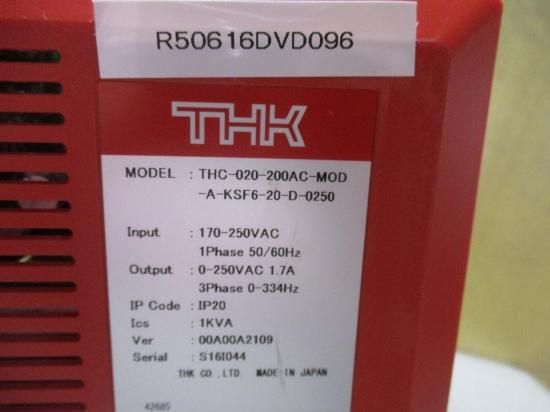 R50616DVD096
THK
MODEL : THC-020-200AC-MOD
-A-KSF6-20-D-0250
Input : 170-250VAC
1Phase 50/60Hz
Output : 0-250VAC 1.7A
3Phase 0-334Hz
IP Code : IP20
Ics : 1KVA
Ver : 00A00A2109
Serial : S16I044
THK CO.,LTD. MADE IN JAPAN
42685